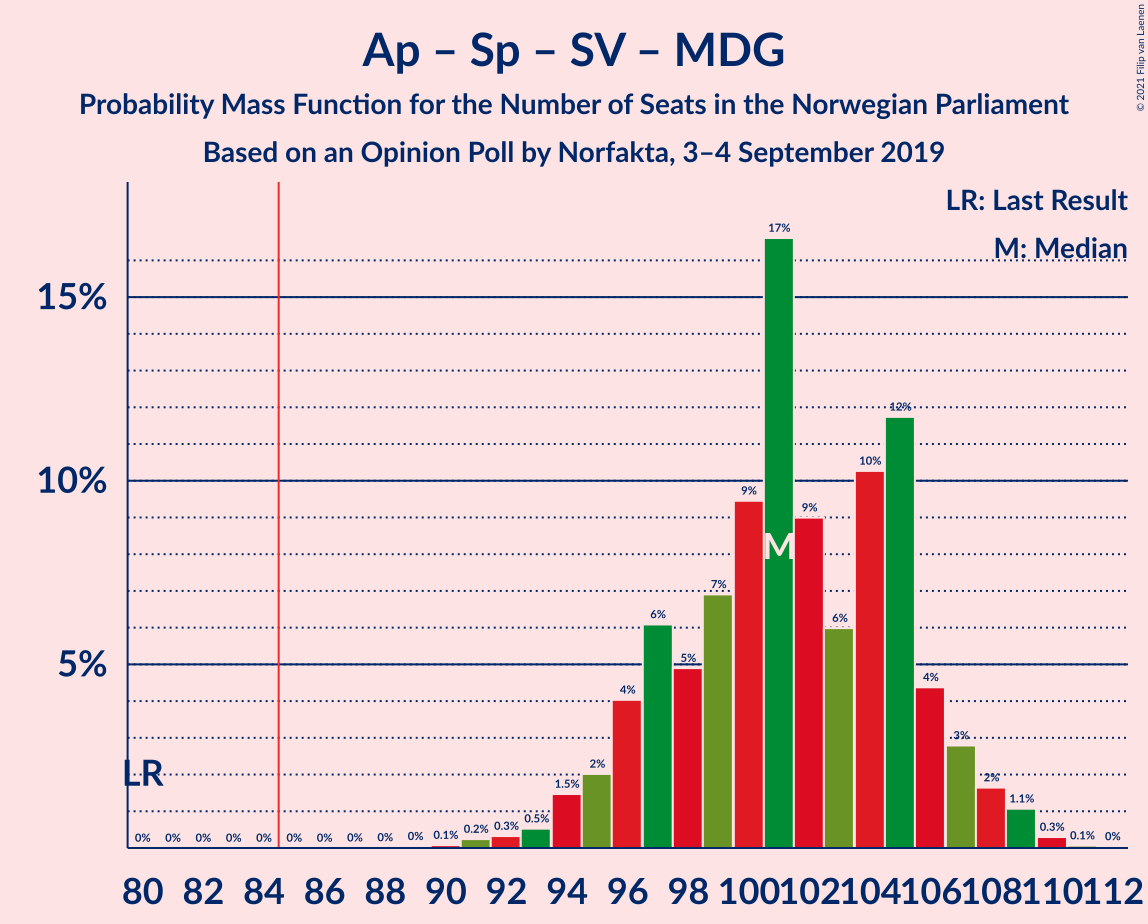 Ap – Sp – SV – MDG
Probability Mass Function for the Number of Seats in the Norwegian Parliament
Based on an Opinion Poll by Norfakta, 3–4 September 2019
© 2021 Filip van Laenen
LR: Last Result
M: Median
15%
10%
5%
LR
M
0% 0% 0% 0% 0% 0% 0% 0% 0% 0% 0.1% 0.2% 0.3% 0.5% 1.5% 2% 4% 6% 5% 7% 9% 17% 9% 6% 10% 12% 4% 3% 2% 1.1% 0.3% 0.1% 0%
80 82 84 86 88 90 92 94 96 98 100 102 104 106 108 110 112